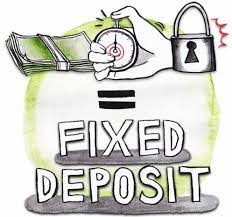 =
FIXED
DEPOSIT